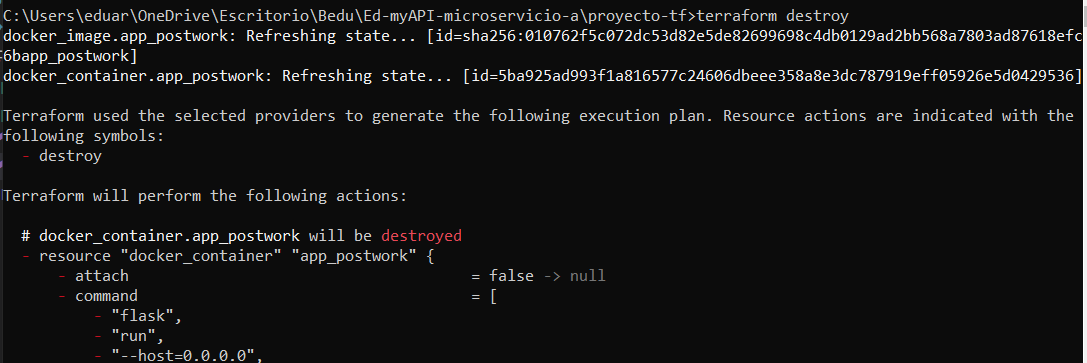 C:\Users\eduar\OneDrive\Escritorio\Bedu\Ed-myAPI-microservicio-a\proyecto-tf>terraform destroy
docker_image.app_postwork: Refreshing state... [id=sha256:010762f5c072dc53d82e5de82699698c4db0129ad2bb568a7803ad87618efc
6bapp_postwork]
docker_container.app_postwork: Refreshing state... [id=5ba925ad993f1a816577c24606dbeee358a8e3dc787919eff05926e5d0429536]
Terraform used the selected providers to generate the following execution plan. Resource actions are indicated with the
following symbols:
- destroy
Terraform will perform the following actions:
# docker_container.app_postwork will be destroyed
- resource "docker_container" "app_postwork" {
- attach = false -> null
- command = [
- "flask",
- "run",
- "--host=0.0.0.0",